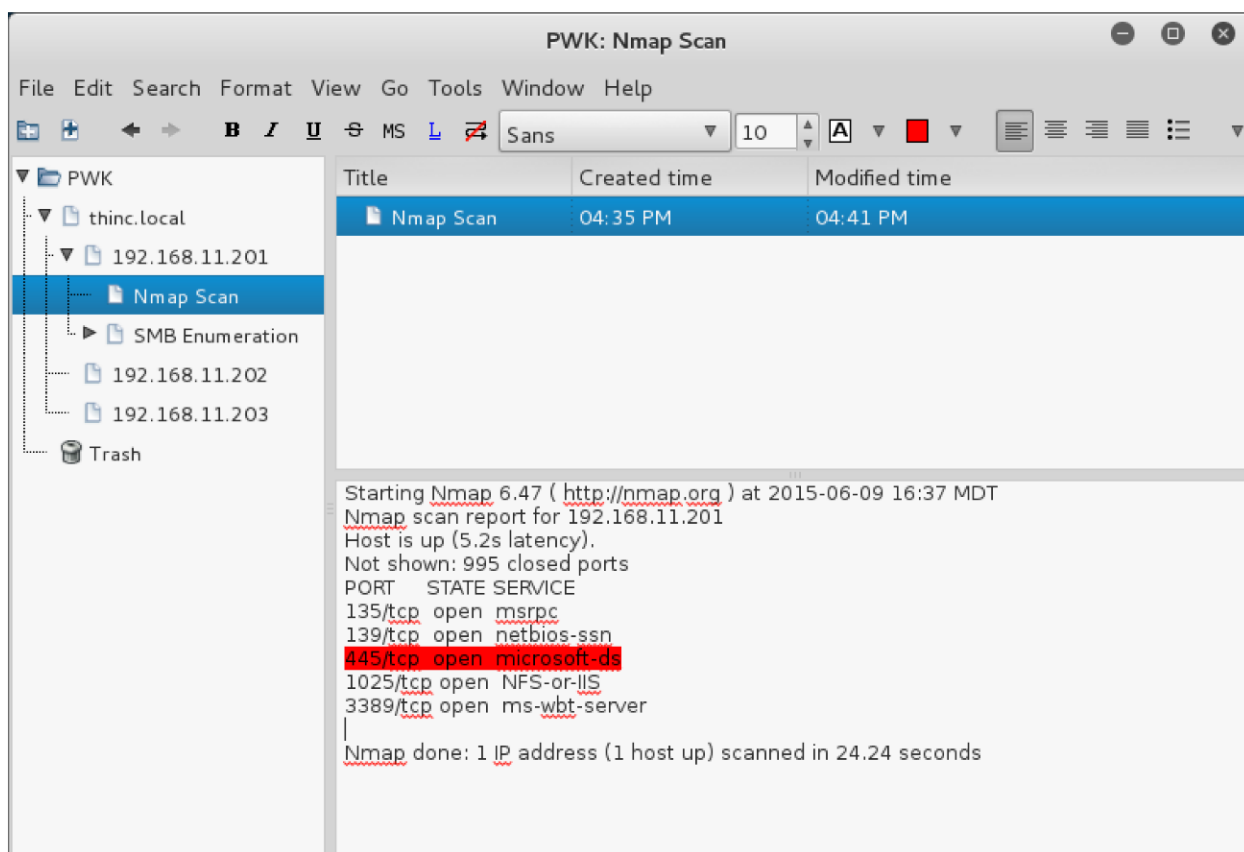 PWK: Nmap Scan
File Edit Search Format View Go Tools Window Help
B I U S MS L Sans 10 A
PWK
thinc.local
192.168.11.201
Nmap Scan
SMB Enumeration
192.168.11.202
192.168.11.203
Trash
Title Created time Modified time
Nmap Scan 04:35 PM 04:41 PM
Starting Nmap 6.47 ( http://nmap.org ) at 2015-06-09 16:37 MDT
Nmap scan report for 192.168.11.201
Host is up (5.2s latency).
Not shown: 995 closed ports
PORT STATE SERVICE
135/tcp open msrpc
139/tcp open netbios-ssn
445/tcp open microsoft-ds
1025/tcp open NFS-or-IIS
3389/tcp open ms-wbt-server
Nmap done: 1 IP address (1 host up) scanned in 24.24 seconds